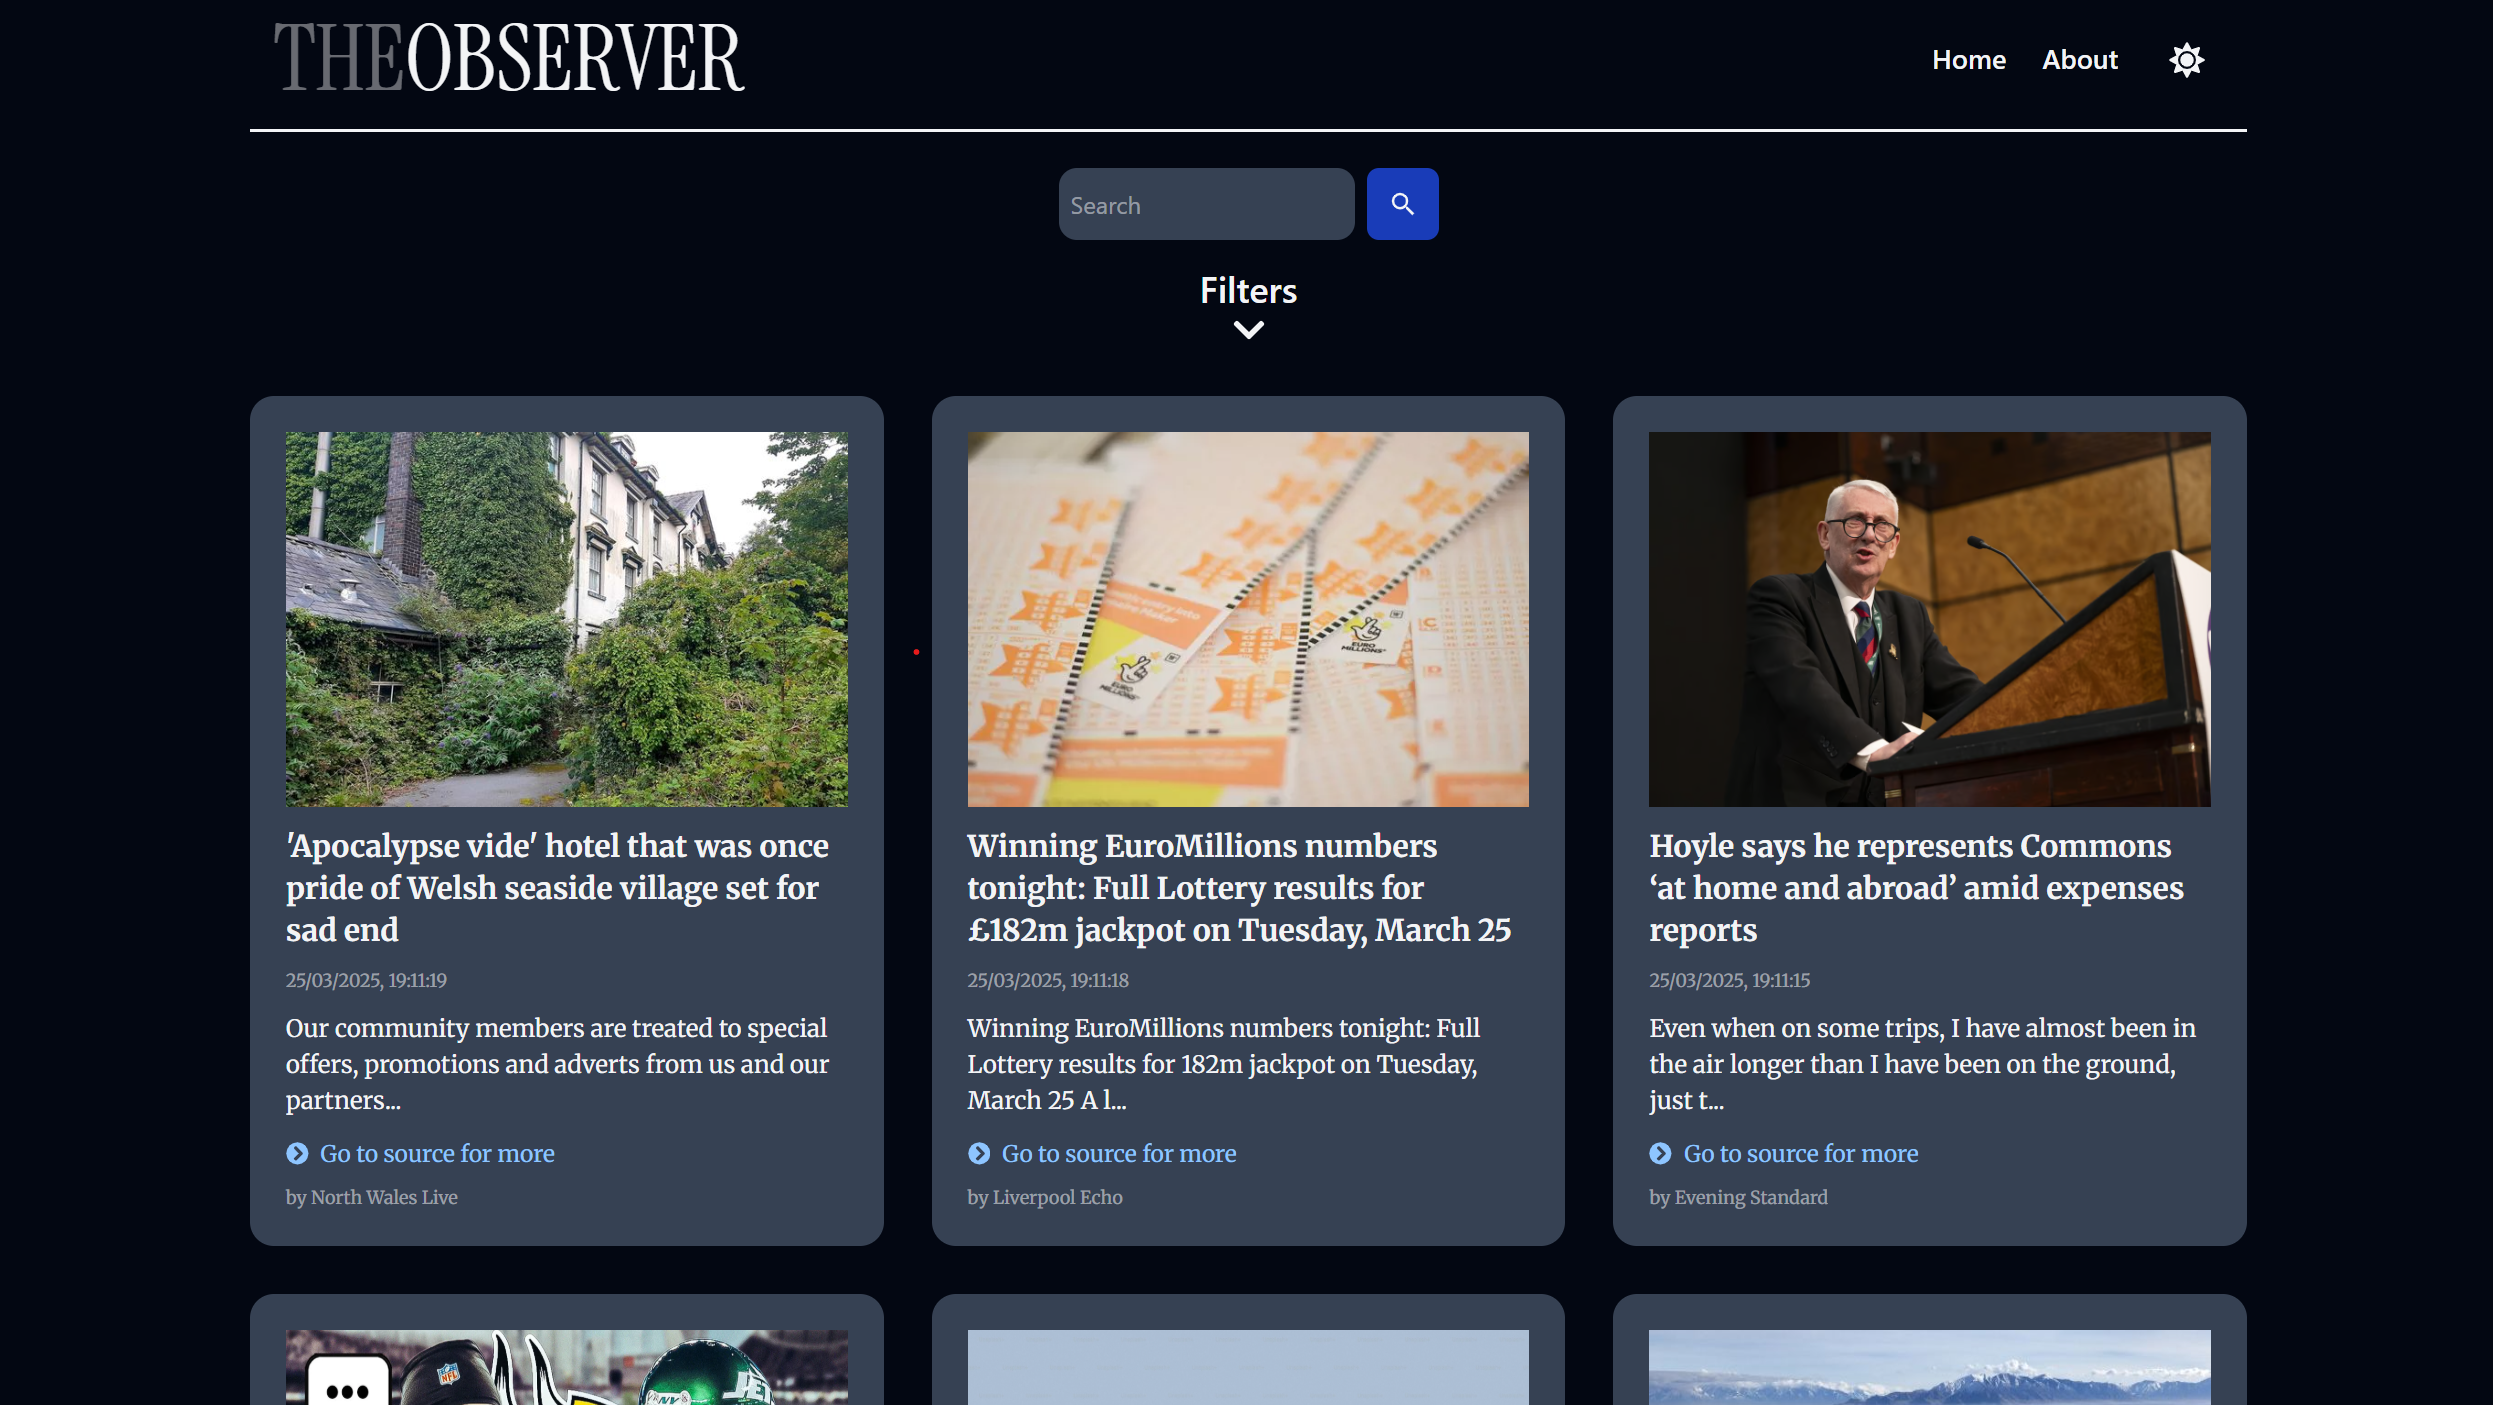 THEOBSERVER
Home
About
Search
Filters
'Apocalypse vide' hotel that was once
pride of Welsh seaside village set for
sad end
25/03/2025, 19:11:19
Our community members are treated to special
offers, promotions and adverts from us and our
partners...
Go to source for more
by North Wales Live
EURO
MILLIONS
EURO
MILLIONS
Winning EuroMillions numbers
tonight: Full Lottery results for
£182m jackpot on Tuesday, March 25
25/03/2025, 19:11:18
Winning EuroMillions numbers tonight: Full
Lottery results for 182m jackpot on Tuesday,
March 25 A l...
Go to source for more
by Liverpool Echo
Hoyle says he represents Commons
‘at home and abroad’ amid expenses
reports
25/03/2025, 19:11:15
Even when on some trips, I have almost been in
the air longer than I have been on the ground,
just t...
Go to source for more
by Evening Standard
NFL
NY
JET